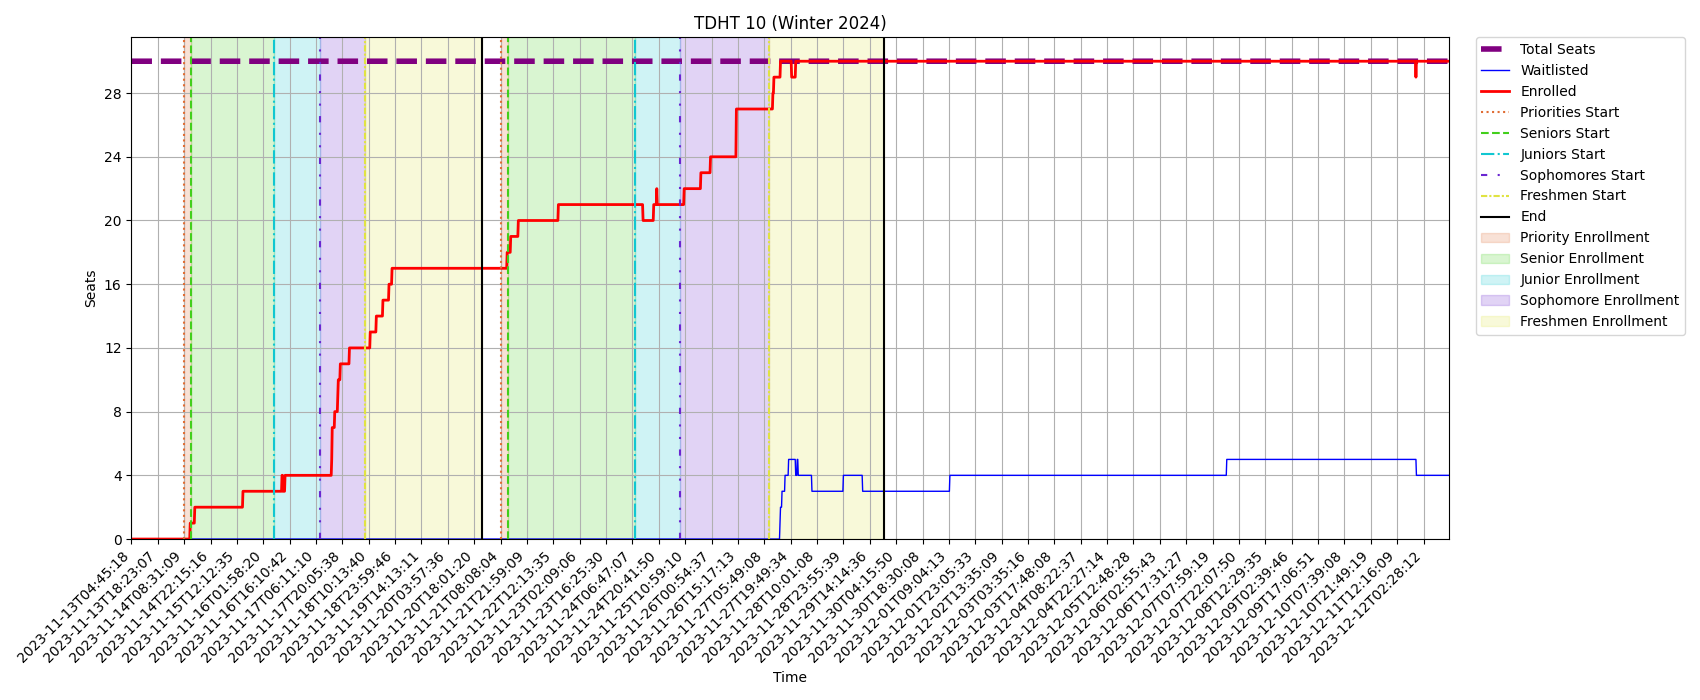 TDHT 10 (Winter 2024)
Total Seats
Waitlisted
Enrolled
Priorities Start
Seniors Start
Juniors Start
Sophomores Start
Freshmen Start
End
Priority Enrollment
Senior Enrollment
Junior Enrollment
Sophomore Enrollment
Freshmen Enrollment
Seats
28
24
20
16
12
8
4
0
2023-11-13T04:45:18
2023-11-13T18:23:07
2023-11-14T08:31:09
2023-11-14T22:15:16
2023-11-15T12:12:35
2023-11-16T01:58:20
2023-11-16T16:10:42
2023-11-17T06:11:10
2023-11-17T20:05:38
2023-11-18T10:13:40
2023-11-18T23:59:46
2023-11-19T14:13:11
2023-11-20T03:57:36
2023-11-20T18:01:20
2023-11-21T08:08:04
2023-11-21T21:59:09
2023-11-22T12:13:35
2023-11-23T02:09:06
2023-11-23T16:25:30
2023-11-24T06:47:07
2023-11-24T20:41:50
2023-11-25T10:59:10
2023-11-26T00:54:37
2023-11-26T15:17:13
2023-11-27T05:49:08
2023-11-27T19:49:34
2023-11-28T10:01:08
2023-11-28T23:55:39
2023-11-29T14:14:36
2023-11-30T04:15:50
2023-11-30T18:30:08
2023-12-01T09:04:13
2023-12-01T23:05:33
2023-12-02T13:35:09
2023-12-03T03:35:16
2023-12-03T17:48:08
2023-12-04T08:22:37
2023-12-04T22:27:14
2023-12-05T12:48:28
2023-12-06T02:55:43
2023-12-06T17:31:27
2023-12-07T07:59:19
2023-12-07T22:07:50
2023-12-08T12:29:35
2023-12-09T02:39:46
2023-12-09T17:06:51
2023-12-10T07:39:08
2023-12-10T21:49:19
2023-12-11T12:16:09
2023-12-12T02:28:12
Time